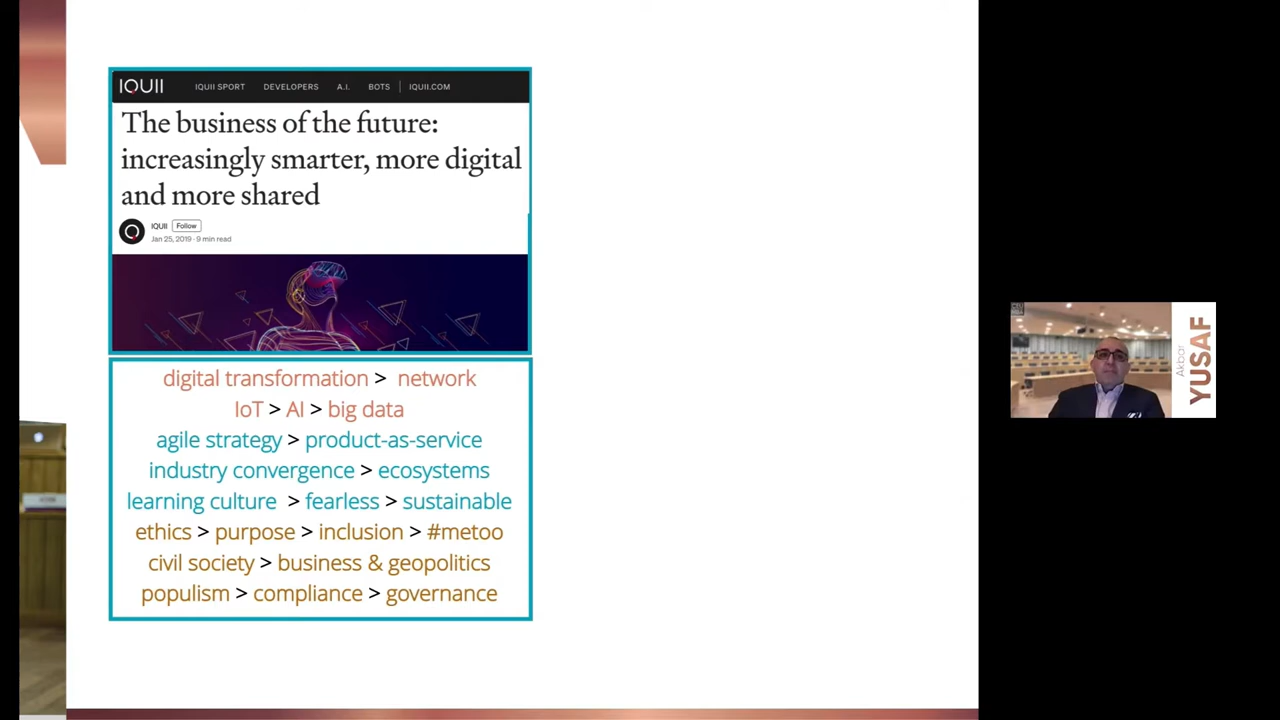 IQUII
IQUII SPORT DEVELOPERS A.I. BOTS IQUII.COM
The business of the future:
increasingly smarter, more digital
and more shared
IQUII Follow
Jan 25, 2019 · 9 min read
digital transformation > network
IoT > AI > big data
agile strategy > product-as-service
industry convergence > ecosystems
learning culture > fearless > sustainable
ethics > purpose > inclusion > #metoo
civil society > business & geopolitics
populism > compliance > governance
Akbar
YUSAF